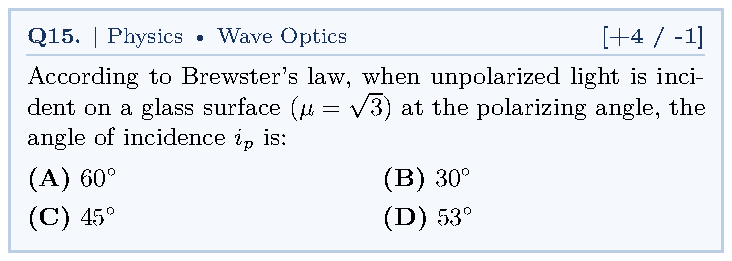 Q15. | Physics • Wave Optics [+4 / -1]
According to Brewster's law, when unpolarized light is inci-
dent on a glass surface (μ = √3) at the polarizing angle, the
angle of incidence iₚ is:
(A) 60° (B) 30°
(C) 45° (D) 53°